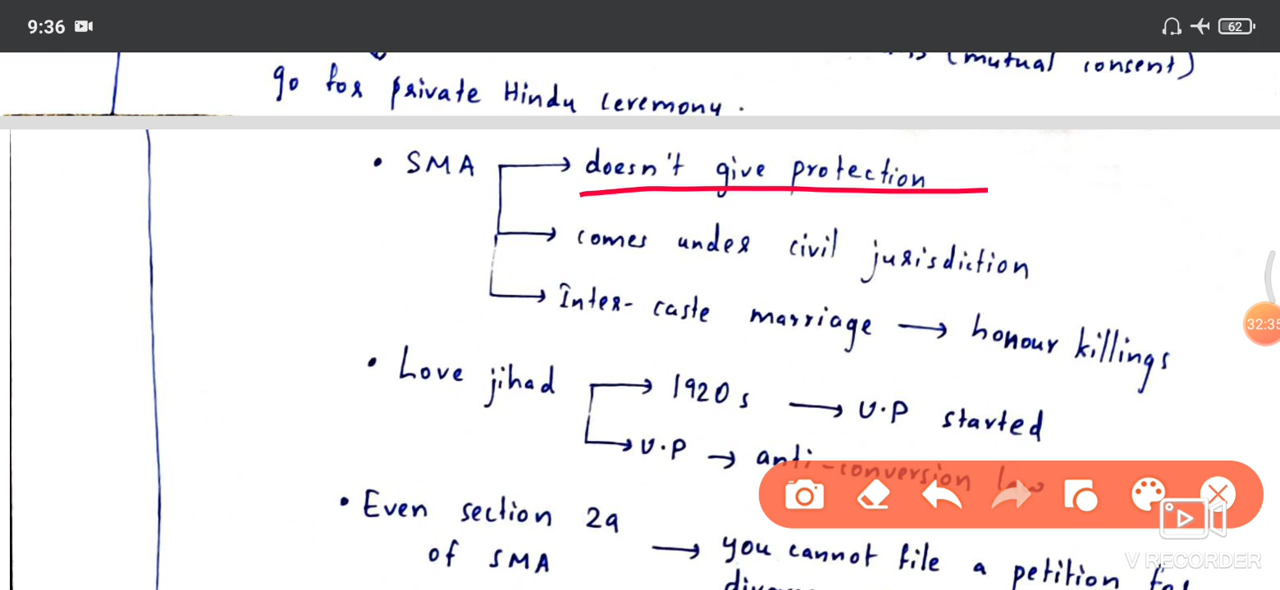 9:36
62
(mutual consent)
go for private Hindu ceremony.
• SMA → doesn't give protection
→ comes under civil jurisdiction
→ Inter-caste marriage → honour killings
32:35
• Love jihad → 1920s → U.P started
→ U.P → anti-conversion law
• Even section 29 of SMA → you cannot file a petition for
V RECORDER